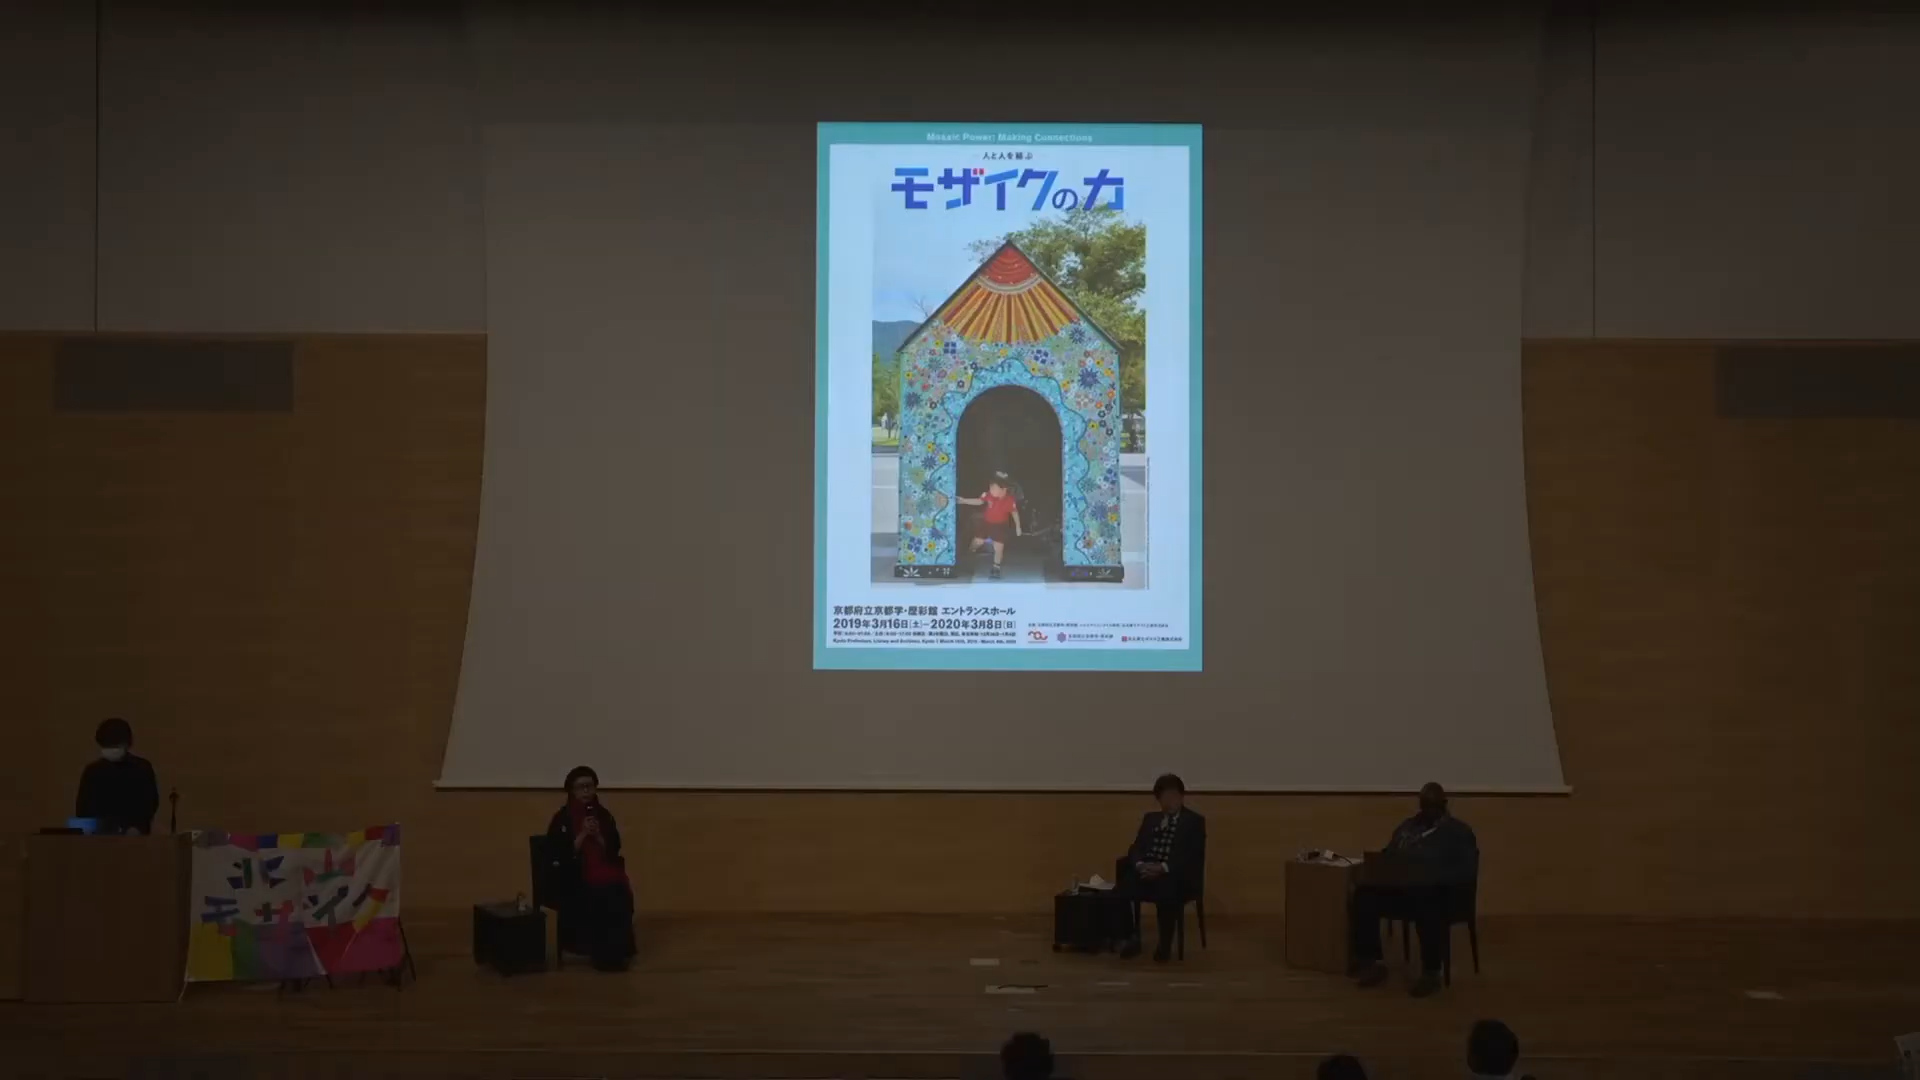 Mosaic Power: Making Connections
人と人を結ぶ
モザイクの力
京都府立京都学・歴彩館 エントランスホール
2019年3月16日[土]―2020年3月8日[日]
北山
モザイク